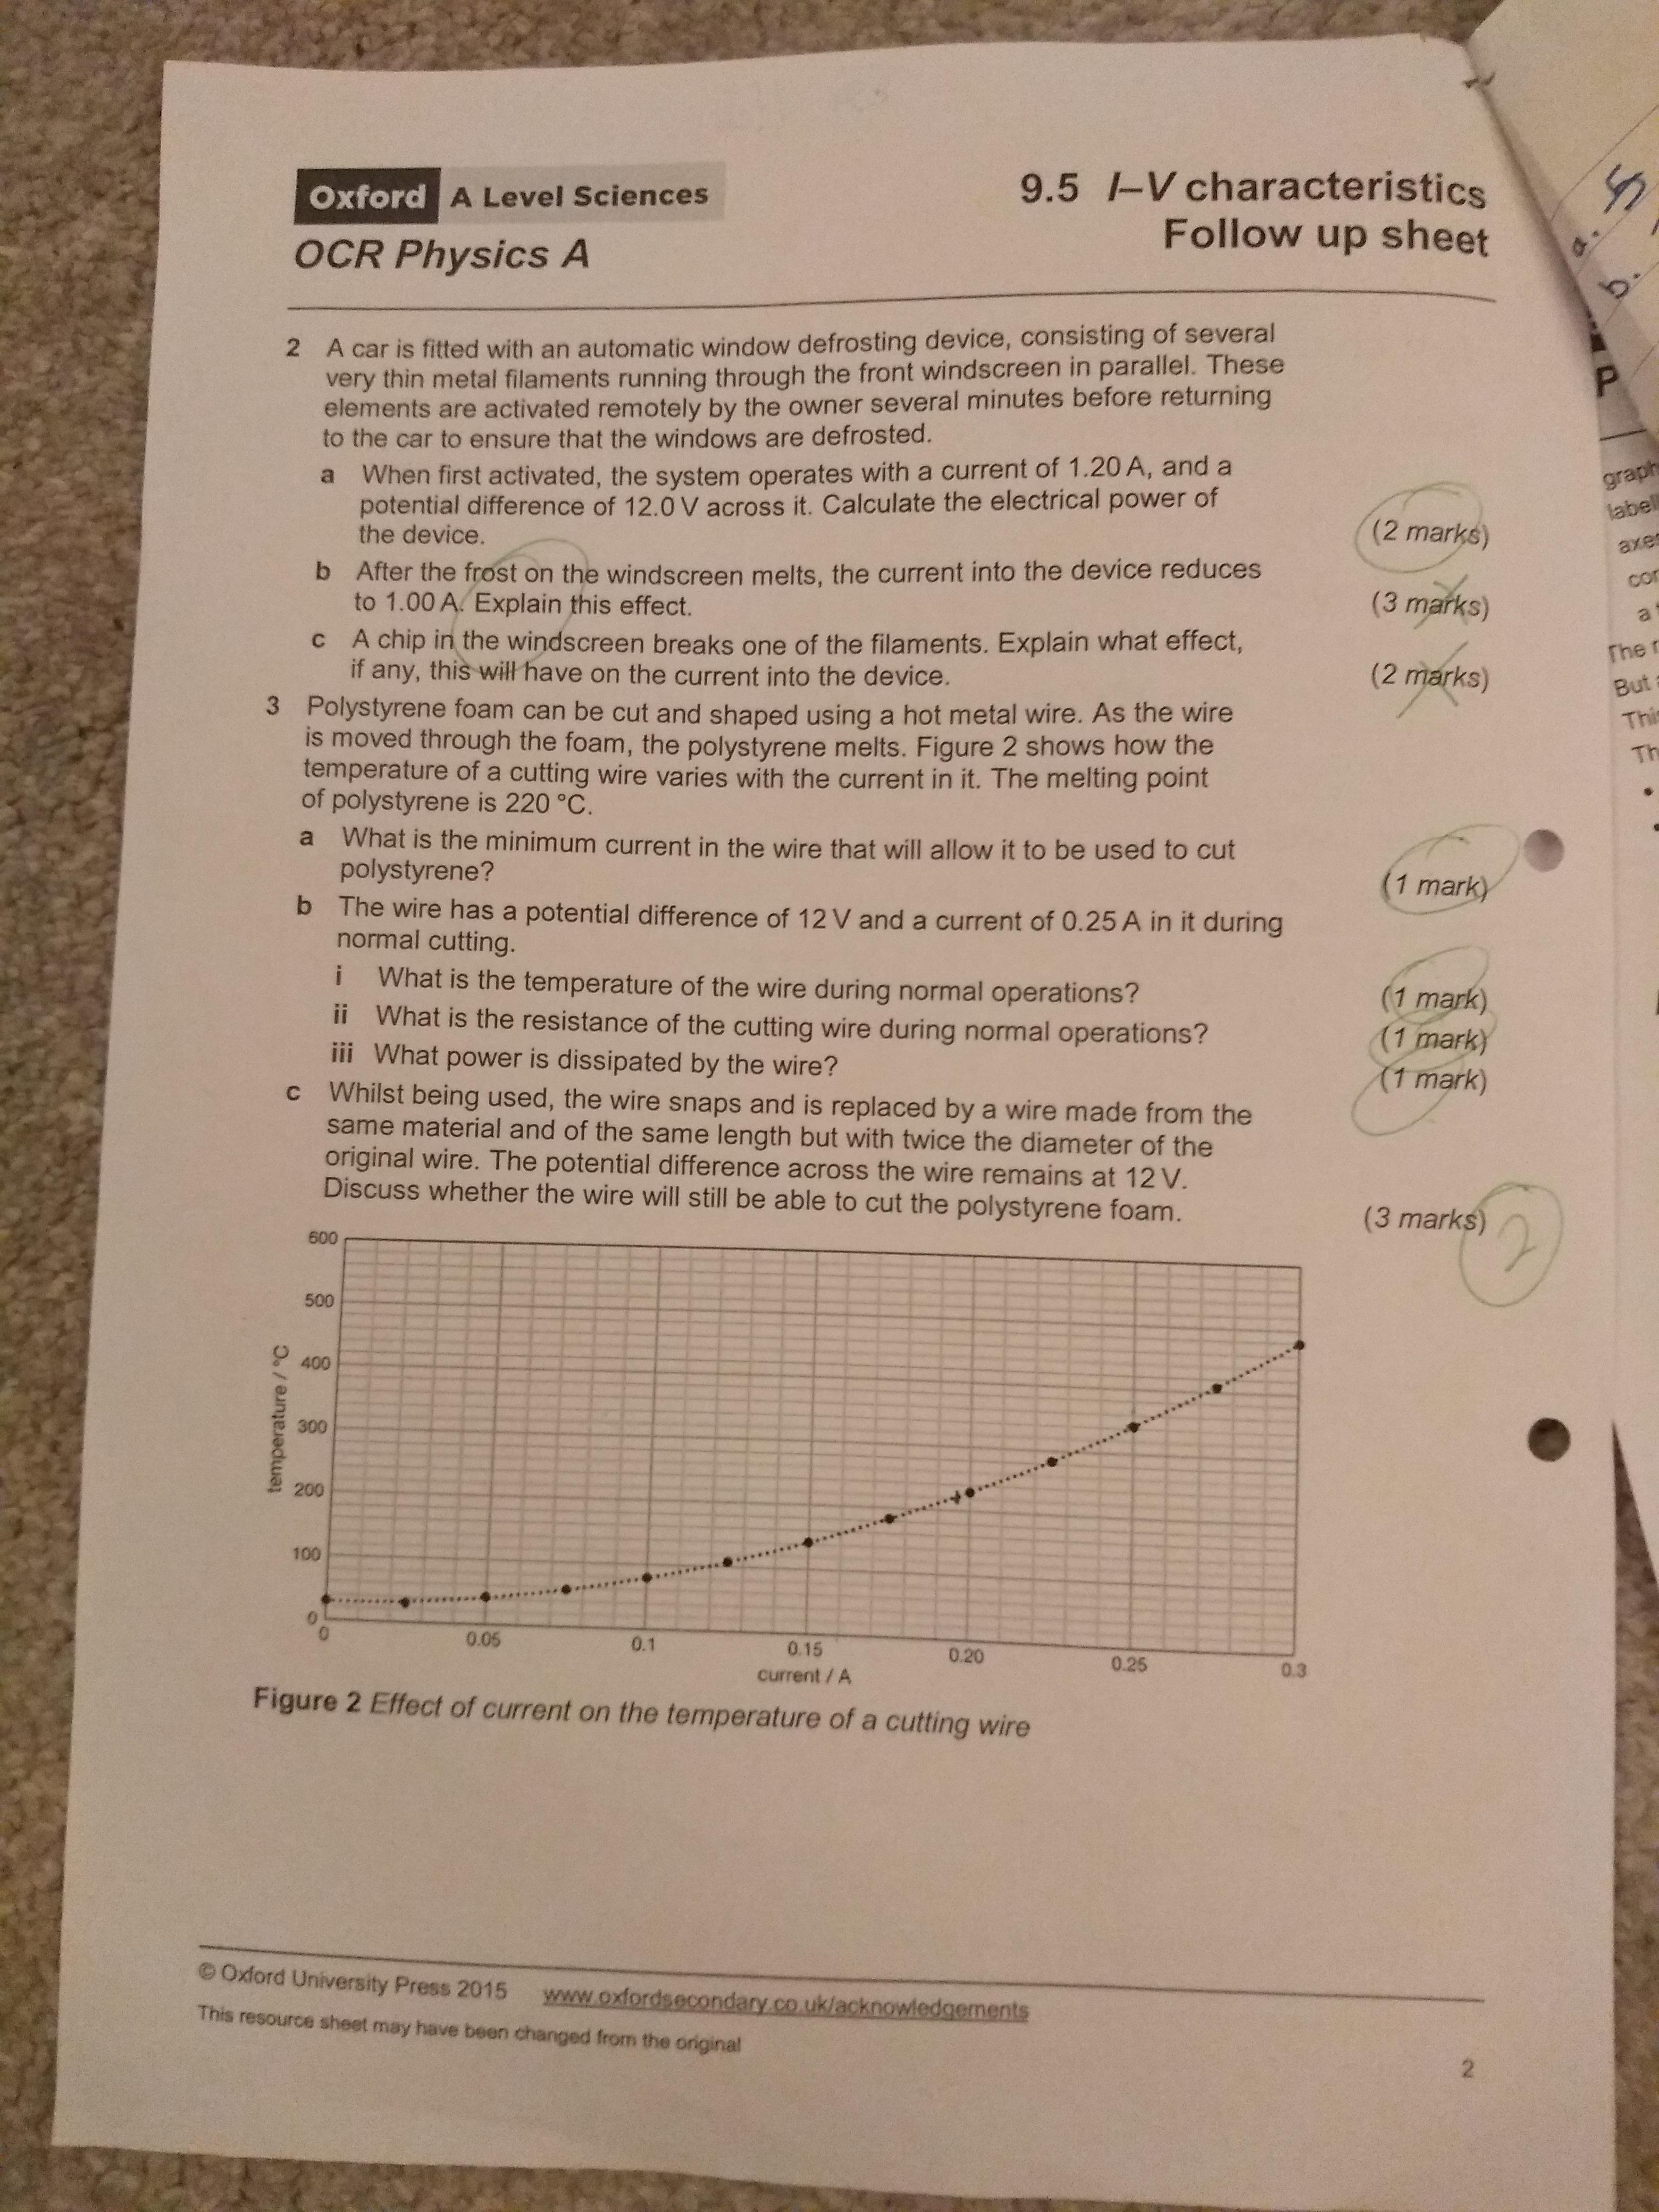 Oxford A Level Sciences
OCR Physics A
9.5 I–V characteristics
Follow up sheet
2 A car is fitted with an automatic window defrosting device, consisting of several
very thin metal filaments running through the front windscreen in parallel. These
elements are activated remotely by the owner several minutes before returning
to the car to ensure that the windows are defrosted.
a When first activated, the system operates with a current of 1.20 A, and a
potential difference of 12.0 V across it. Calculate the electrical power of
the device. (2 marks)
b After the frost on the windscreen melts, the current into the device reduces
to 1.00 A. Explain this effect. (3 marks)
c A chip in the windscreen breaks one of the filaments. Explain what effect,
if any, this will have on the current into the device. (2 marks)
3 Polystyrene foam can be cut and shaped using a hot metal wire. As the wire
is moved through the foam, the polystyrene melts. Figure 2 shows how the
temperature of a cutting wire varies with the current in it. The melting point
of polystyrene is 220 °C.
a What is the minimum current in the wire that will allow it to be used to cut
polystyrene? (1 mark)
b The wire has a potential difference of 12 V and a current of 0.25 A in it during
normal cutting.
i What is the temperature of the wire during normal operations? (1 mark)
ii What is the resistance of the cutting wire during normal operations? (1 mark)
iii What power is dissipated by the wire? (1 mark)
c Whilst being used, the wire snaps and is replaced by a wire made from the
same material and of the same length but with twice the diameter of the
original wire. The potential difference across the wire remains at 12 V.
Discuss whether the wire will still be able to cut the polystyrene foam. (3 marks) 2
600
500
400
300
200
100
0
temperature / °C
0 0.05 0.1 0.15 0.20 0.25 0.3
current / A
Figure 2 Effect of current on the temperature of a cutting wire
© Oxford University Press 2015 www.oxfordsecondary.co.uk/acknowledgements
This resource sheet may have been changed from the original
2
a.
b.
P
graph
axes
a
The
But